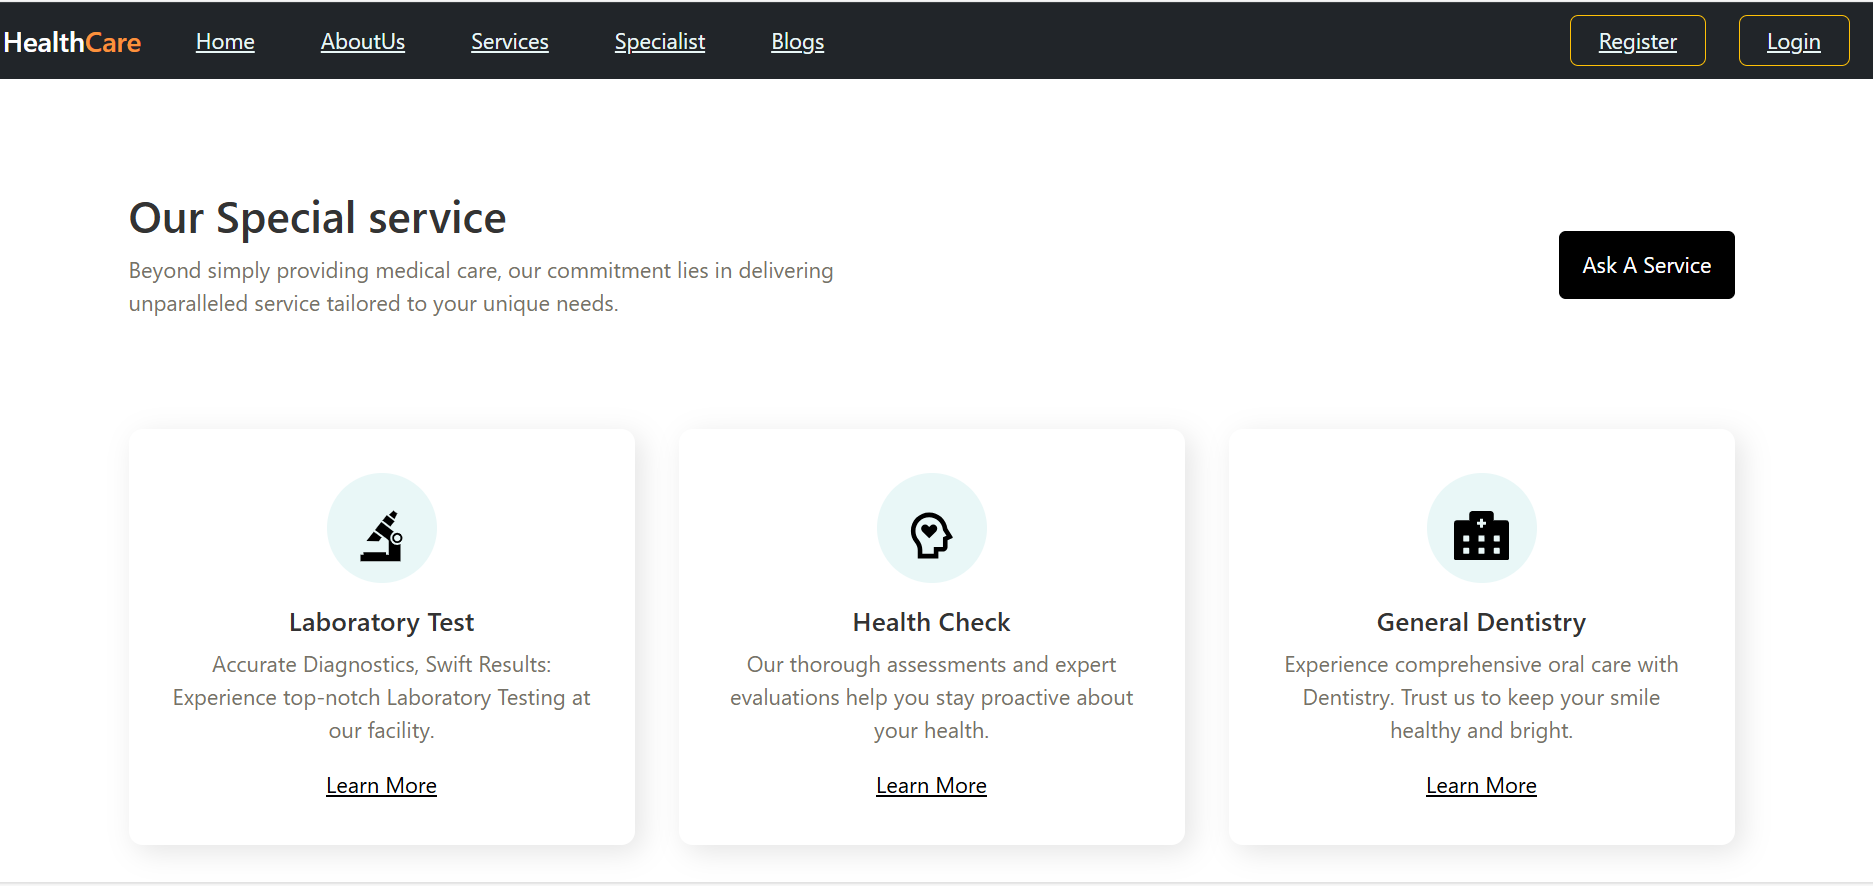 HealthCare Home AboutUs Services Specialist Blogs Register Login
Our Special service
Beyond simply providing medical care, our commitment lies in delivering
unparalleled service tailored to your unique needs.
Ask A Service
Laboratory Test
Accurate Diagnostics, Swift Results:
Experience top-notch Laboratory Testing at
our facility.
Learn More
Health Check
Our thorough assessments and expert
evaluations help you stay proactive about
your health.
Learn More
General Dentistry
Experience comprehensive oral care with
Dentistry. Trust us to keep your smile
healthy and bright.
Learn More